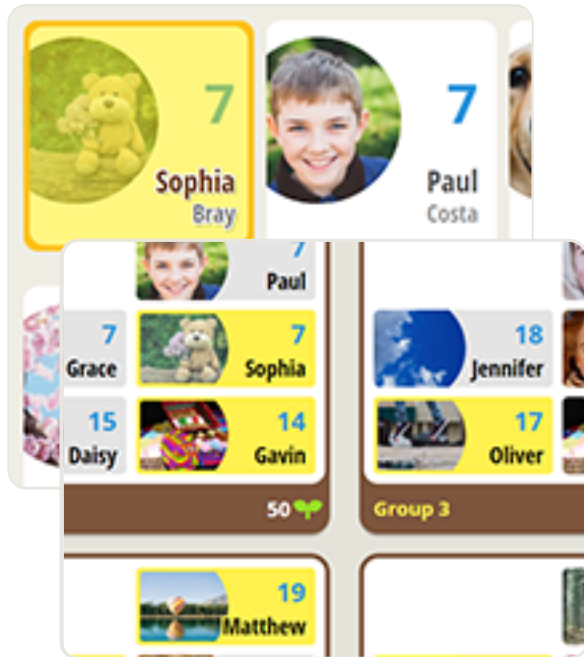 7
Sophia
Bray
7
Paul
Costa
7
Paul
7
Grace
7
Sophia
18
Jennifer
15
Daisy
14
Gavin
17
Oliver
50
Group 3
19
Matthew